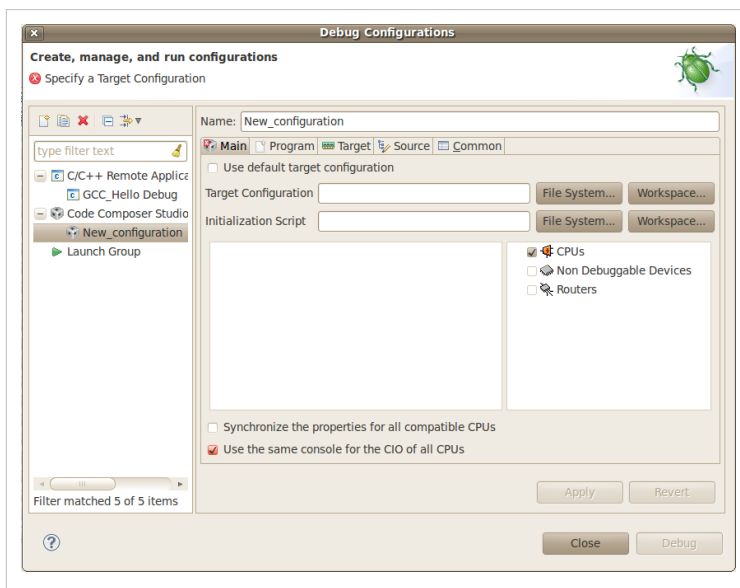 Debug Configurations
Create, manage, and run configurations
Specify a Target Configuration
type filter text
C/C++ Remote Applica
GCC_Hello Debug
Code Composer Studio
New_configuration
Launch Group
Filter matched 5 of 5 items
Name: New_configuration
Main Program Target Source Common
Use default target configuration
Target Configuration File System... Workspace...
Initialization Script File System... Workspace...
CPUs
Non Debuggable Devices
Routers
Synchronize the properties for all compatible CPUs
Use the same console for the CIO of all CPUs
Apply Revert
? Close Debug